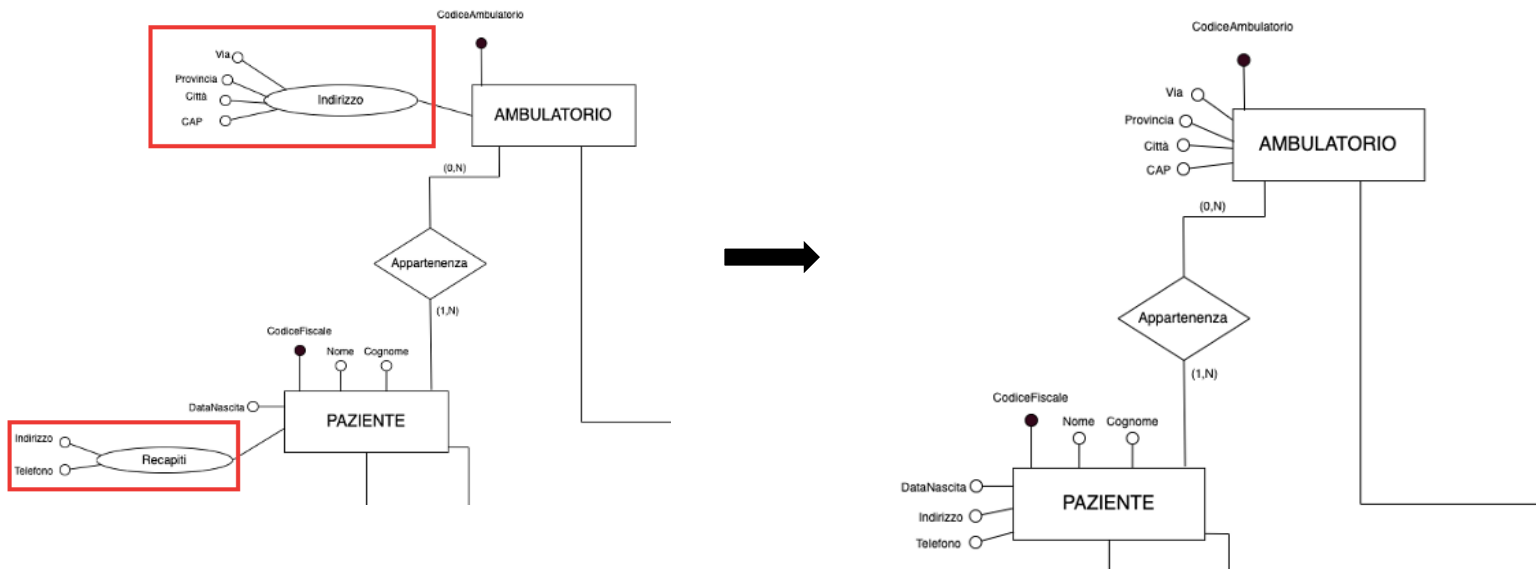 CodiceAmbulatorio
Via
Provincia
Città
CAP
Indirizzo
AMBULATORIO
(0,N)
Appartenenza
(1,N)
CodiceFiscale
Nome
Cognome
DataNascita
PAZIENTE
Indirizzo
Telefono
Recapiti
CodiceAmbulatorio
Via
Provincia
Città
CAP
AMBULATORIO
(0,N)
Appartenenza
(1,N)
CodiceFiscale
Nome
Cognome
DataNascita
Indirizzo
Telefono
PAZIENTE